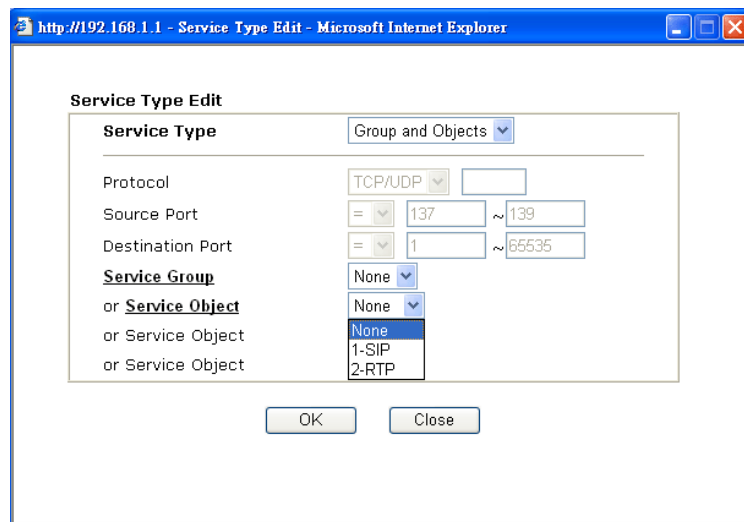 http://192.168.1.1 - Service Type Edit - Microsoft Internet Explorer
Service Type Edit
Service Type Group and Objects
Protocol TCP/UDP
Source Port = 137 ~ 139
Destination Port = 1 ~ 65535
Service Group None
or Service Object None
or Service Object None
1-SIP
or Service Object 2-RTP
OK Close